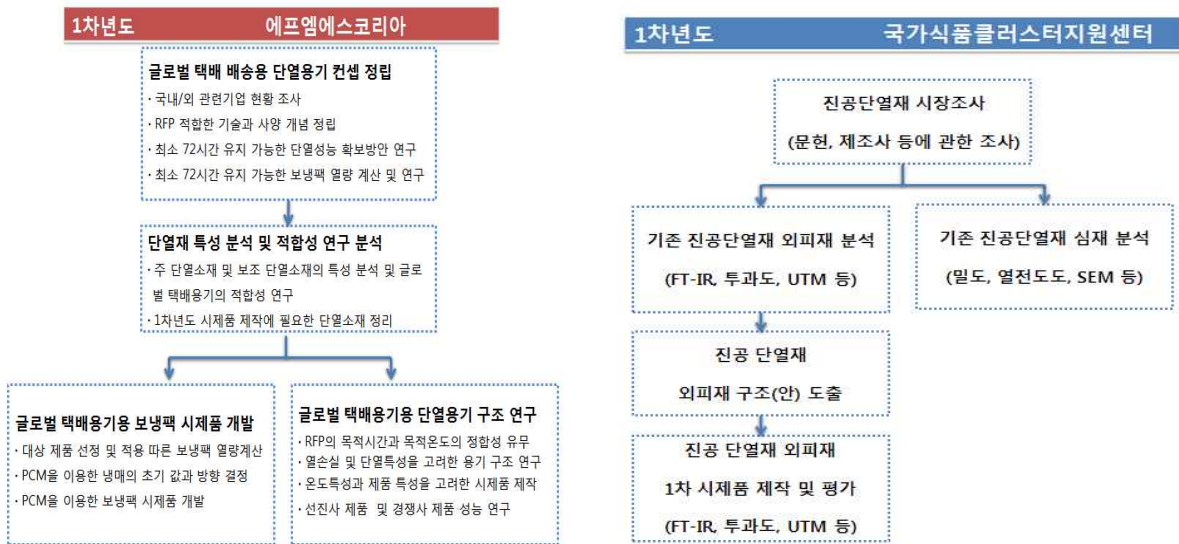 1차년도 에프엠에스코리아
글로벌 택배 배송용 단열용기 컨셉 정립
· 국내/외 관련기업 현황 조사
· RFP 적합한 기술과 사양 개념 정립
· 최소 72시간 유지 가능한 단열성능 확보방안 연구
· 최소 72시간 유지 가능한 보냉팩 열량 계산 및 연구
단열재 특성 분석 및 적합성 연구 분석
· 주 단열소재 및 보조 단열소재의 특성 분석 및 글로
벌 택배용기의 적합성 연구
· 1차년도 시제품 제작에 필요한 단열소재 정리
글로벌 택배용기용 보냉팩 시제품 개발
· 대상 제품 선정 및 적용 따른 보냉팩 열량계산
· PCM을 이용한 냉매의 초기 값과 방향 결정
· PCM을 이용한 보냉팩 시제품 개발
글로벌 택배용기용 단열용기 구조 연구
· RFP의 목적시간과 목적온도의 정합성 유무
· 열손실 및 단열특성을 고려한 용기 구조 연구
· 온도특성과 제품 특성을 고려한 시제품 제작
· 선진사 제품 및 경쟁사 제품 성능 연구
1차년도 국가식품클러스터지원센터
진공단열재 시장조사
(문헌, 제조사 등에 관한 조사)
기존 진공단열재 외피재 분석
(FT-IR, 투과도, UTM 등)
기존 진공단열재 심재 분석
(밀도, 열전도도, SEM 등)
진공 단열재
외피재 구조(안) 도출
진공 단열재 외피재
1차 시제품 제작 및 평가
(FT-IR, 투과도, UTM 등)